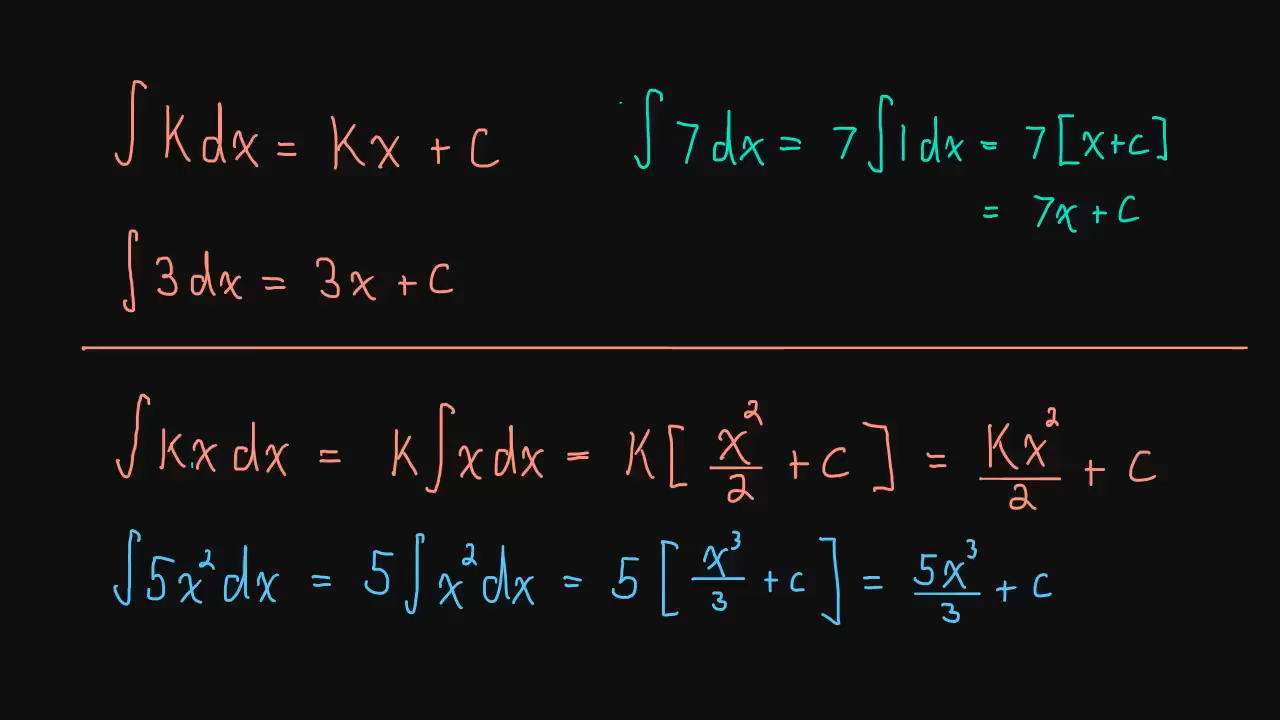 ∫ K dx = Kx + C
∫ 7 dx = 7 ∫ 1 dx = 7 [x + c]
= 7x + C
∫ 3 dx = 3x + C
∫ Kx dx = K ∫ x dx = K [ x²/2 + C ] = Kx²/2 + C
∫ 5x² dx = 5 ∫ x² dx = 5 [ x³/3 + c ] = 5x³/3 + C